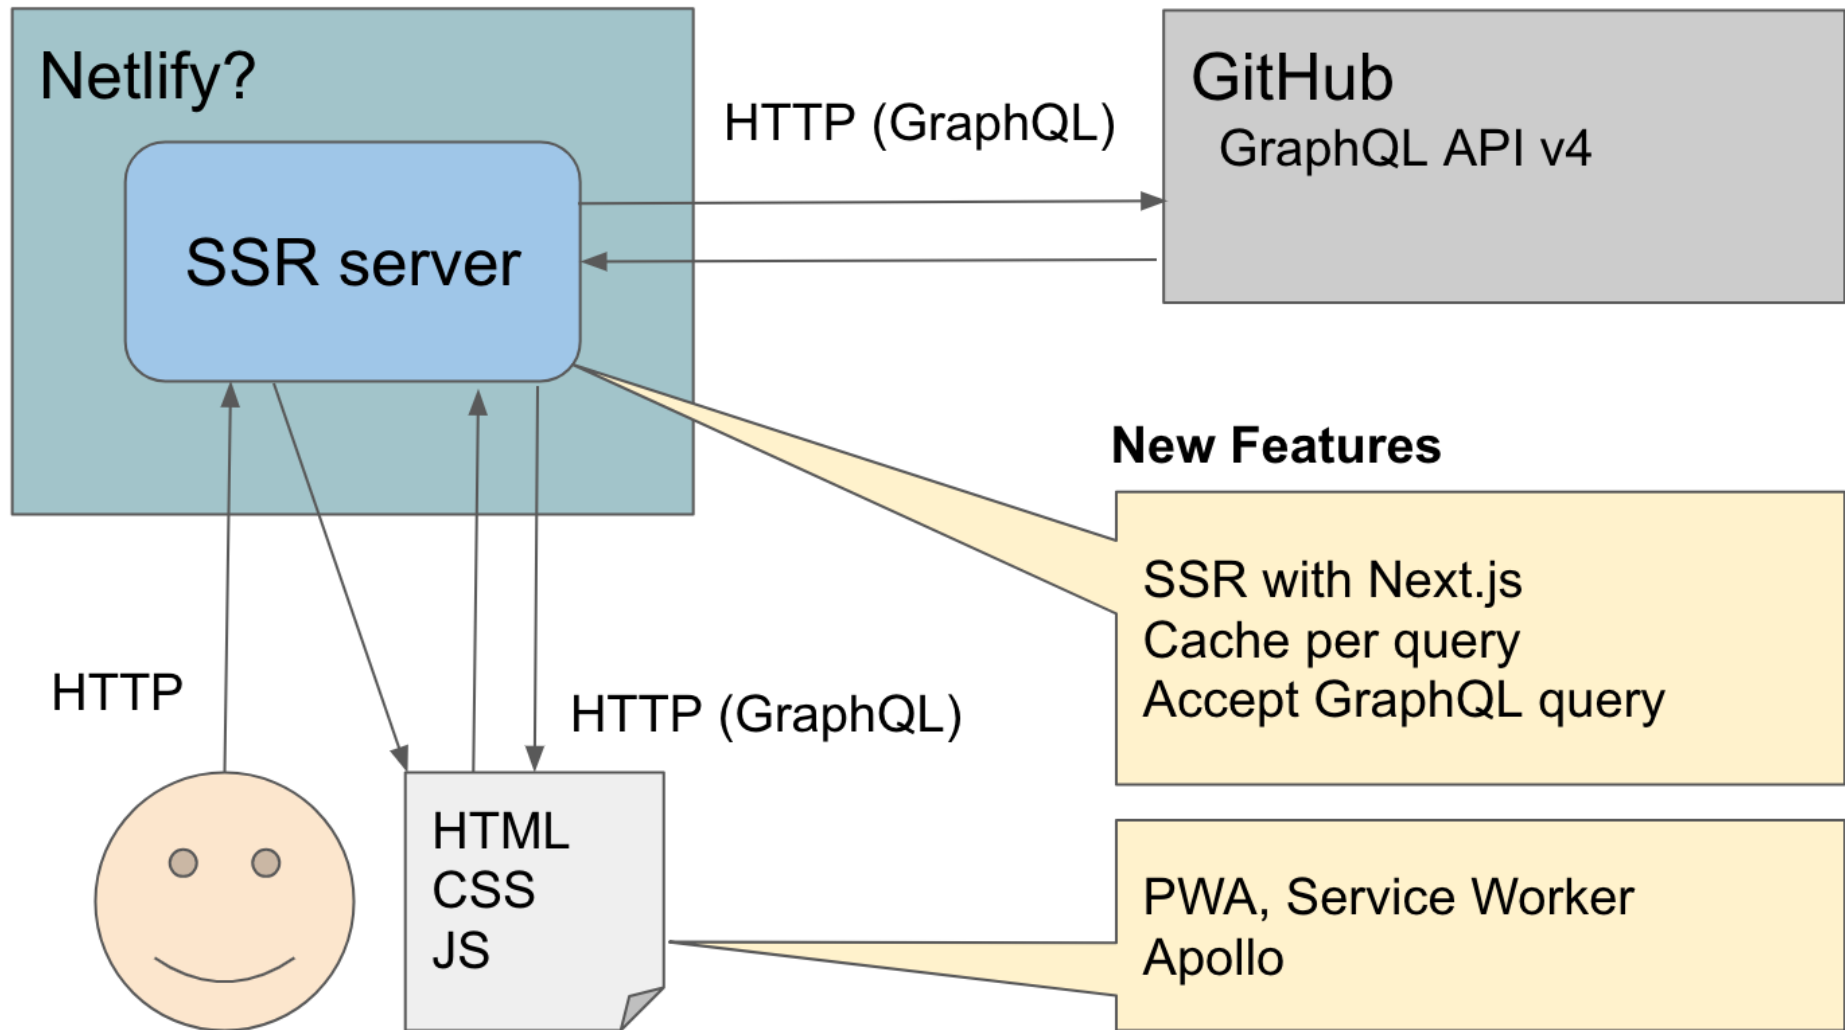 Netlify?
SSR server
HTTP (GraphQL)
GitHub
GraphQL API v4
New Features
SSR with Next.js
Cache per query
Accept GraphQL query
HTTP
HTTP (GraphQL)
HTML
CSS
JS
PWA, Service Worker
Apollo